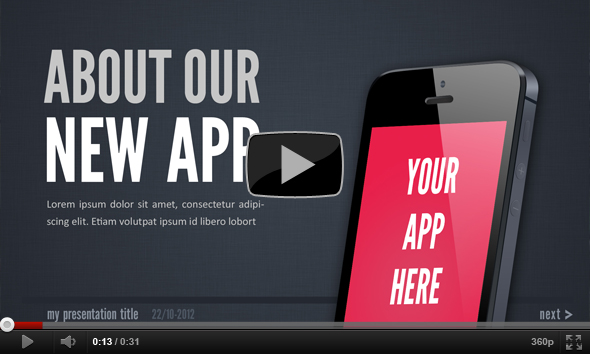 ABOUT OUR
NEW APP
Lorem ipsum dolor sit amet, consectetur adipi-
scing elit. Etiam volutpat ipsum id libero lobort
YOUR
APP
HERE
my presentation title 22/10-2012
next >
0:13 / 0:31
360p